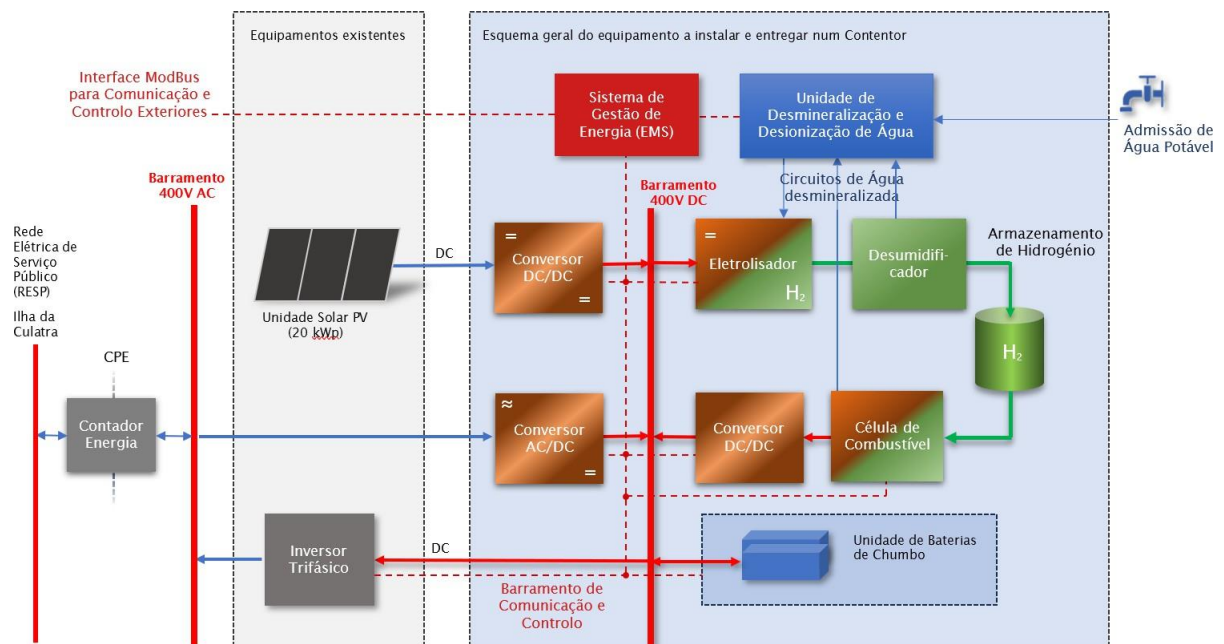 Equipamentos existentes
Esquema geral do equipamento a instalar e entregar num Contentor
Interface ModBus
para Comunicação e
Controlo Exteriores
Sistema de
Gestão de
Energia (EMS)
Unidade de
Desmineralização e
Desionização de Água
Admissão de
Água Potável
Barramento
400V AC
Barramento
400V DC
Circuitos de Água
desmineralizada
Rede
Elétrica de
Serviço
Público
(RESP)
Ilha da
Culatra
DC
=
Conversor
DC/DC
=
=
Eletrolisador
H2
Desumidifi-
cador
Armazenamento
de Hidrogénio
Unidade Solar PV
(20 kWp)
H2
CPE
Contador
Energia
≈
Conversor
AC/DC
=
Conversor
DC/DC
Célula de
Combustível
Inversor
Trifásico
DC
Unidade de Baterias
de Chumbo
Barramento de
Comunicação e
Controlo